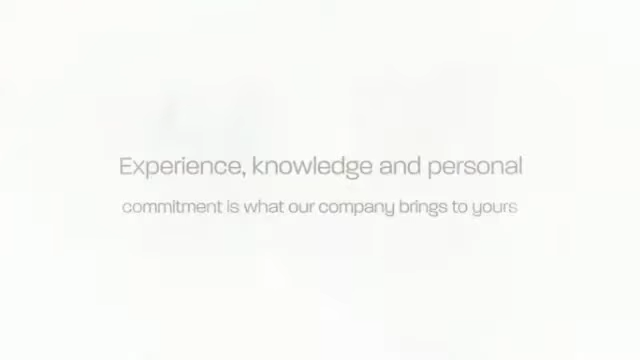 Experience, knowledge and personal
commitment is what our company brings to yours